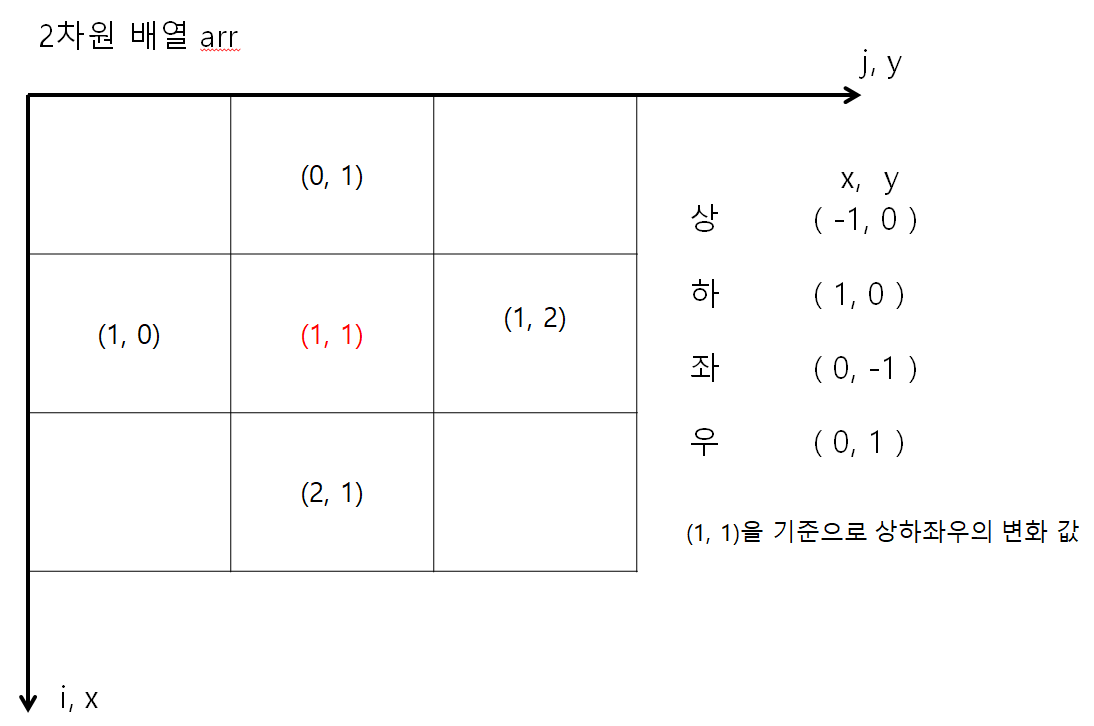 2차원 배열 arr
j, y
(0, 1)
(1, 0)
(1, 1)
(1, 2)
(2, 1)
i, x
x, y
상 ( -1, 0 )
하 ( 1, 0 )
좌 ( 0, -1 )
우 ( 0, 1 )
(1, 1)을 기준으로 상하좌우의 변화 값